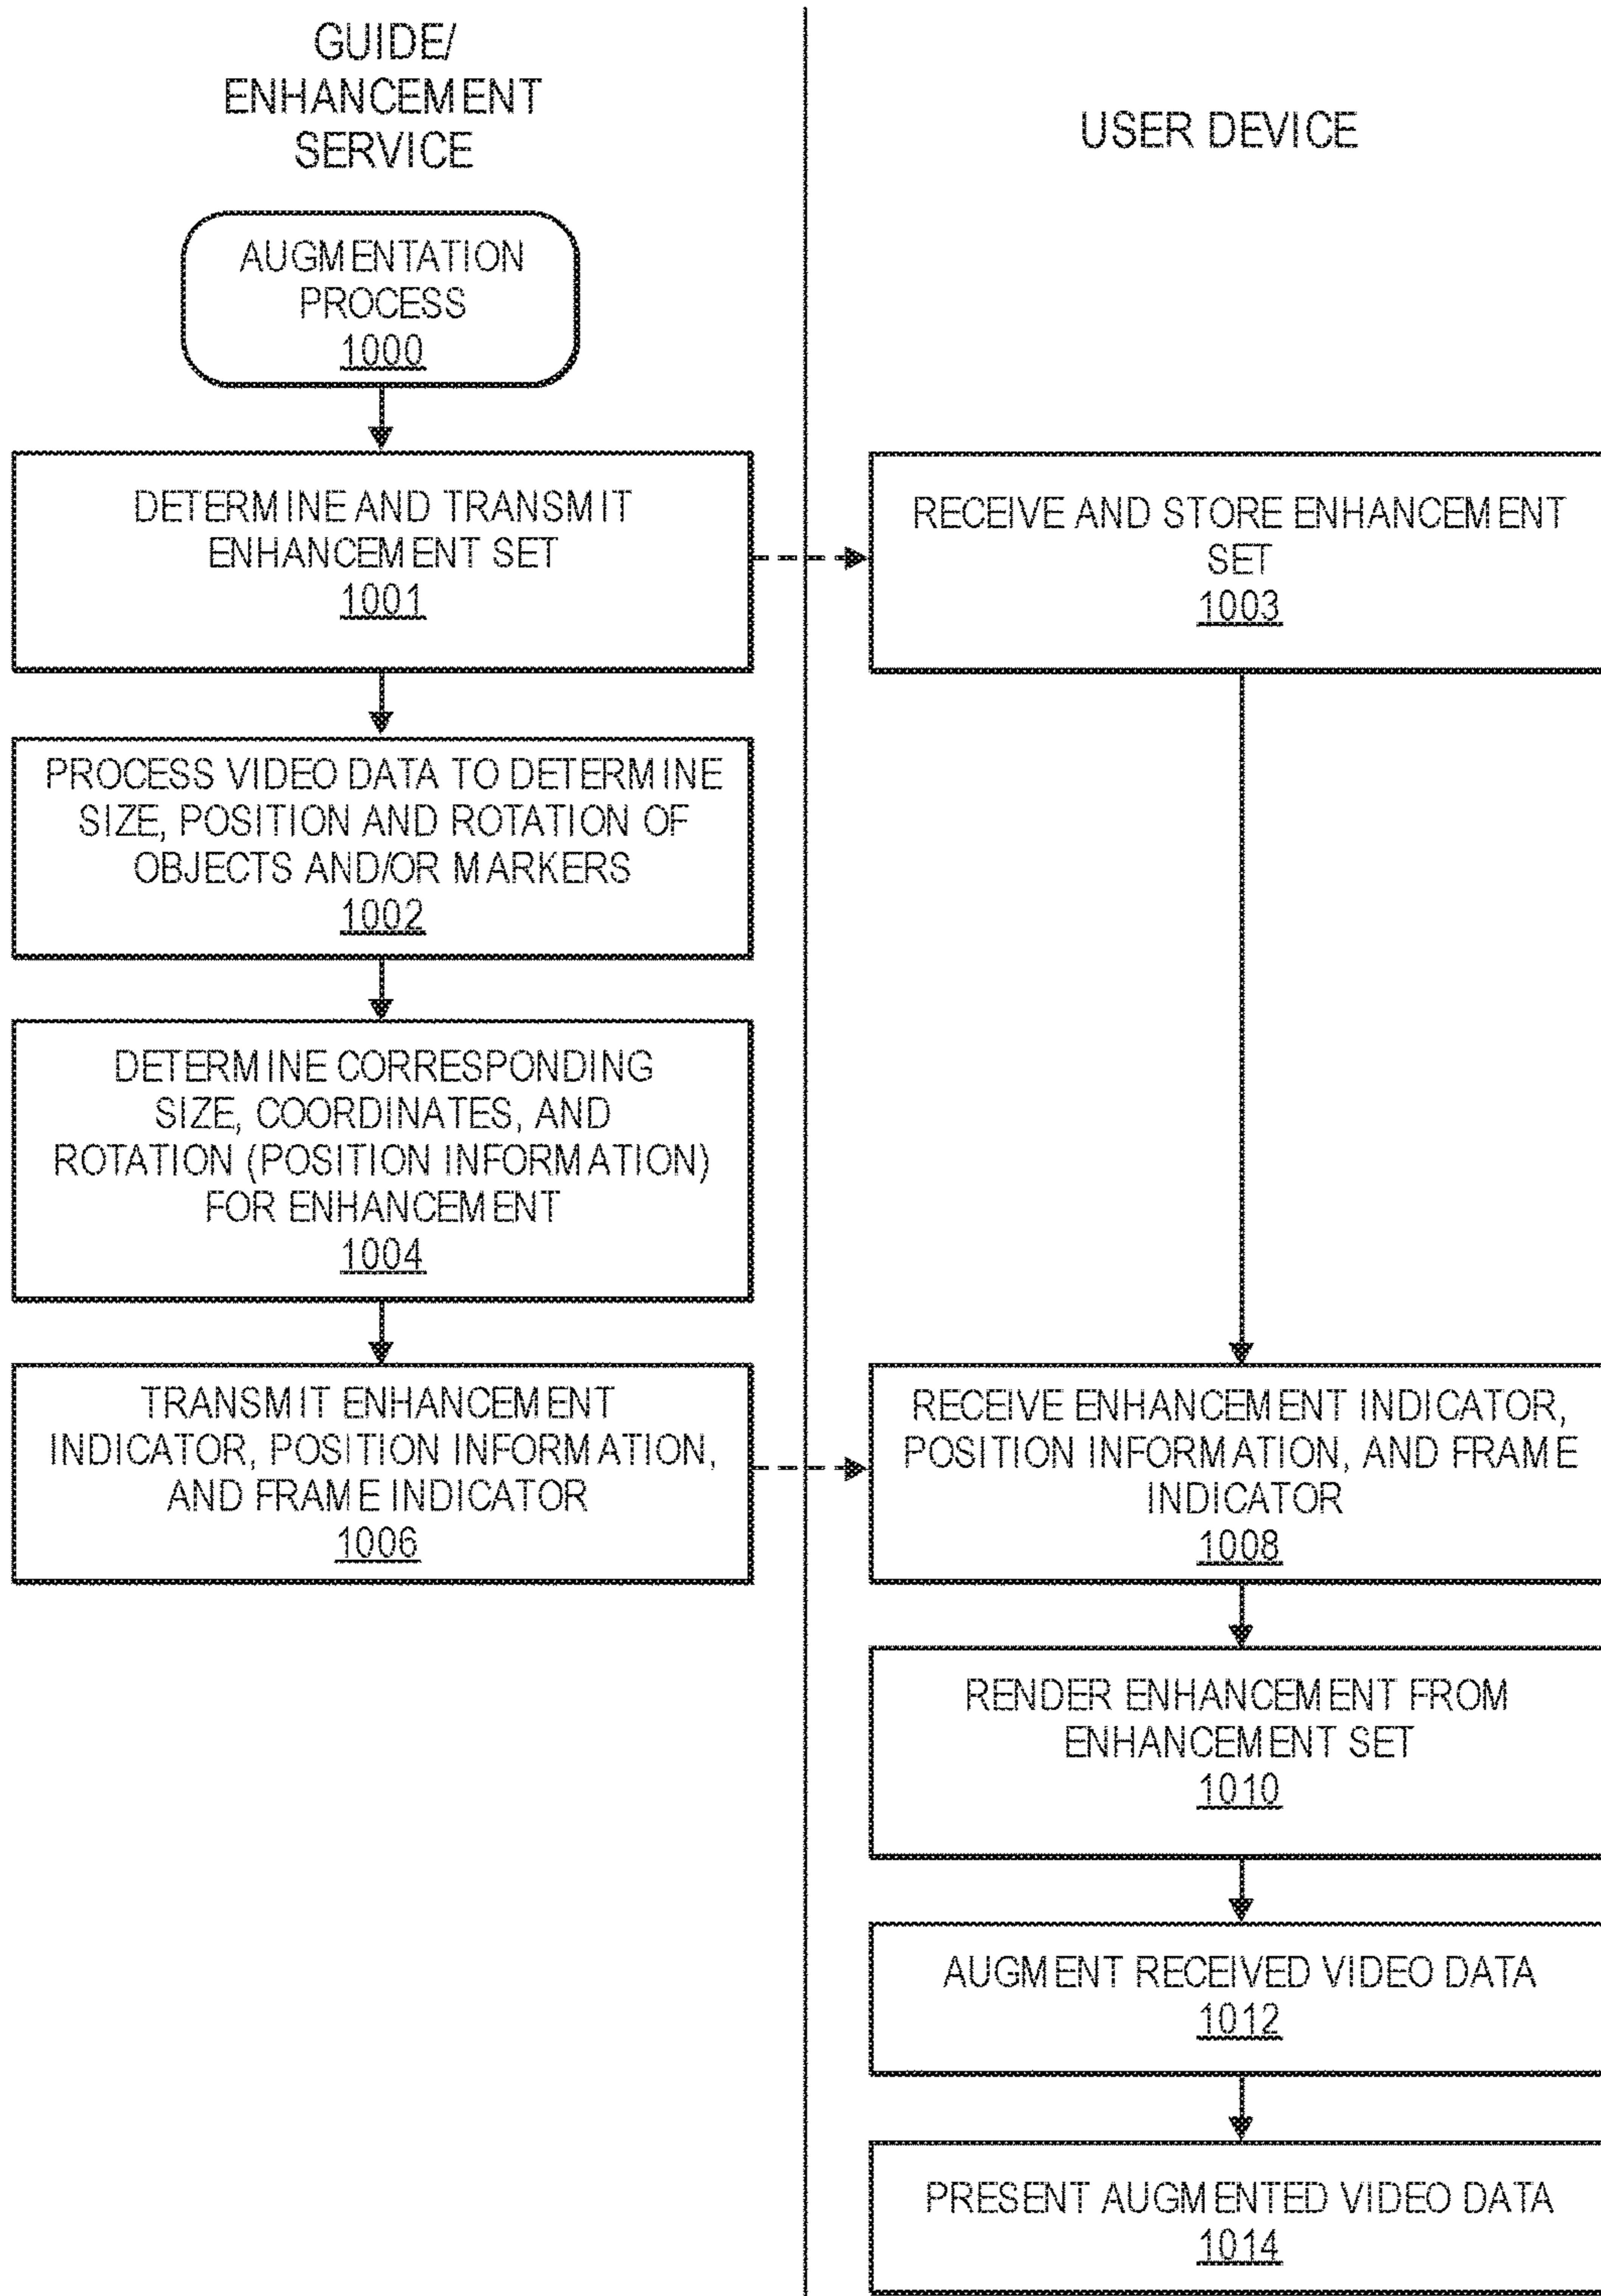 GUIDE/
ENHANCEMENT
SERVICE
USER DEVICE
AUGMENTATION
PROCESS
1000
DETERMINE AND TRANSMIT
ENHANCEMENT SET
1001
RECEIVE AND STORE ENHANCEMENT
SET
1003
PROCESS VIDEO DATA TO DETERMINE
SIZE, POSITION AND ROTATION OF
OBJECTS AND/OR MARKERS
1002
DETERMINE CORRESPONDING
SIZE, COORDINATES, AND
ROTATION (POSITION INFORMATION)
FOR ENHANCEMENT
1004
TRANSMIT ENHANCEMENT
INDICATOR, POSITION INFORMATION,
AND FRAME INDICATOR
1006
RECEIVE ENHANCEMENT INDICATOR,
POSITION INFORMATION, AND FRAME
INDICATOR
1008
RENDER ENHANCEMENT FROM
ENHANCEMENT SET
1010
AUGMENT RECEIVED VIDEO DATA
1012
PRESENT AUGMENTED VIDEO DATA
1014